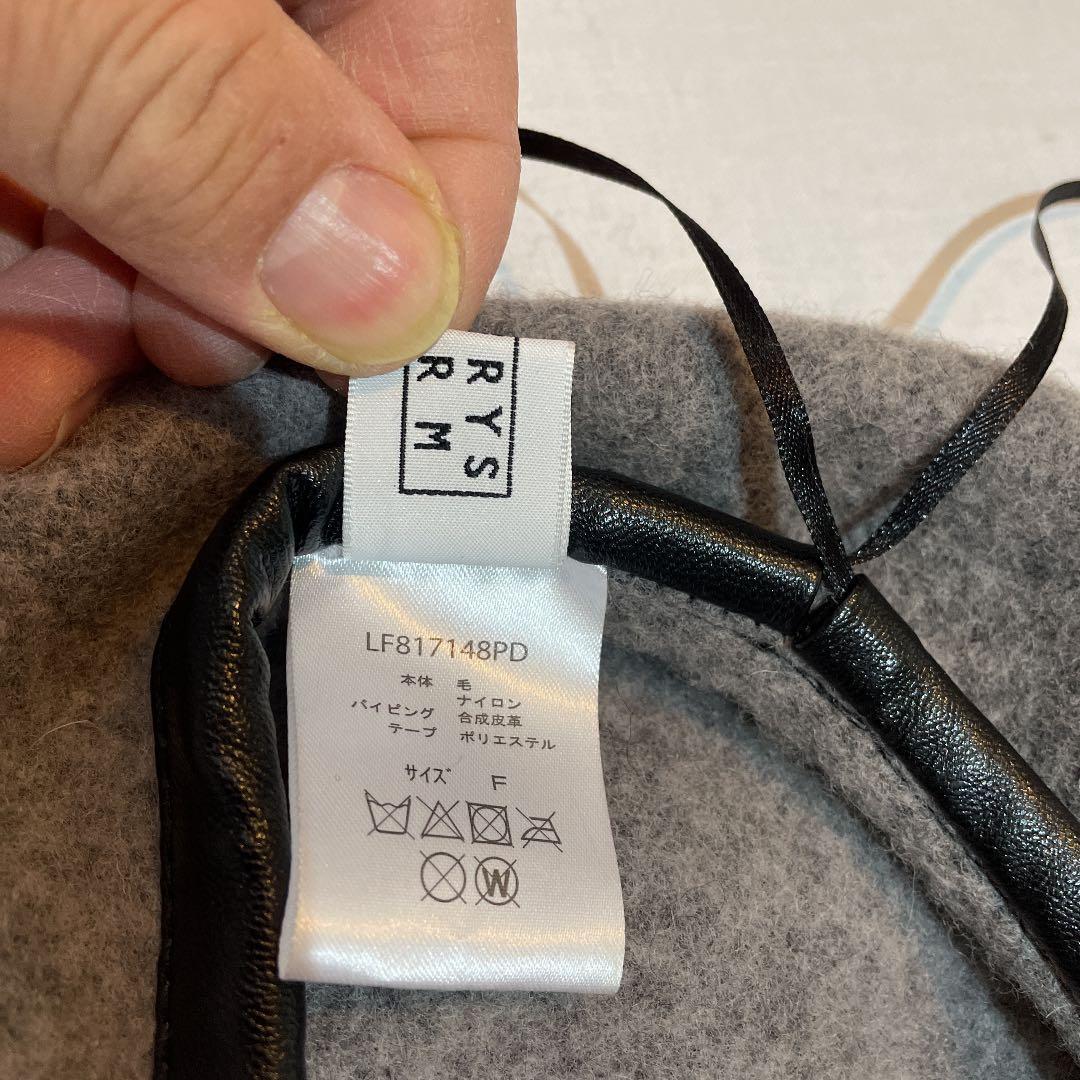 RYS
RM
LF817148PD
本体 毛
ナイロン
パイピング 合成皮革
テープ ポリエステル
サイズ F
W